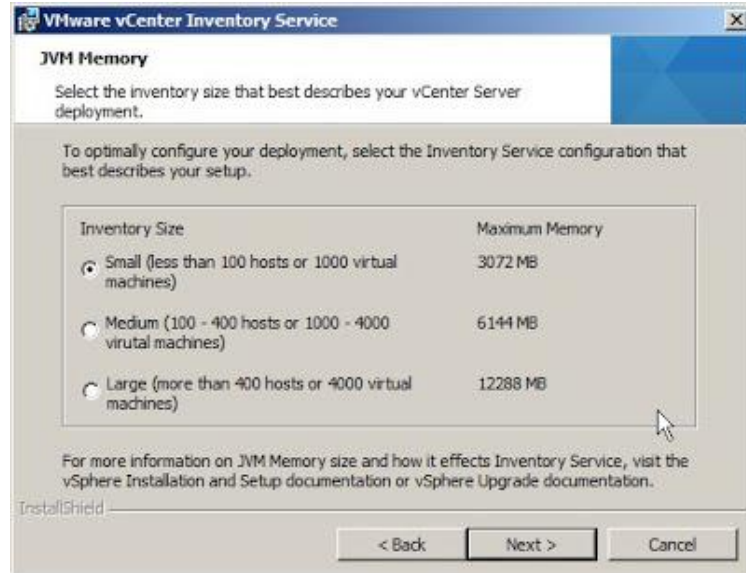 VMware vCenter Inventory Service
JVM Memory
Select the inventory size that best describes your vCenter Server
deployment.
To optimally configure your deployment, select the Inventory Service configuration that
best describes your setup.
Inventory Size Maximum Memory
Small (less than 100 hosts or 1000 virtual 3072 MB
machines)
Medium (100 - 400 hosts or 1000 - 4000 6144 MB
virutal machines)
Large (more than 400 hosts or 4000 virtual 12288 MB
machines)
For more information on JVM Memory size and how it effects Inventory Service, visit the
vSphere Installation and Setup documentation or vSphere Upgrade documentation.
InstallShield
< Back Next > Cancel